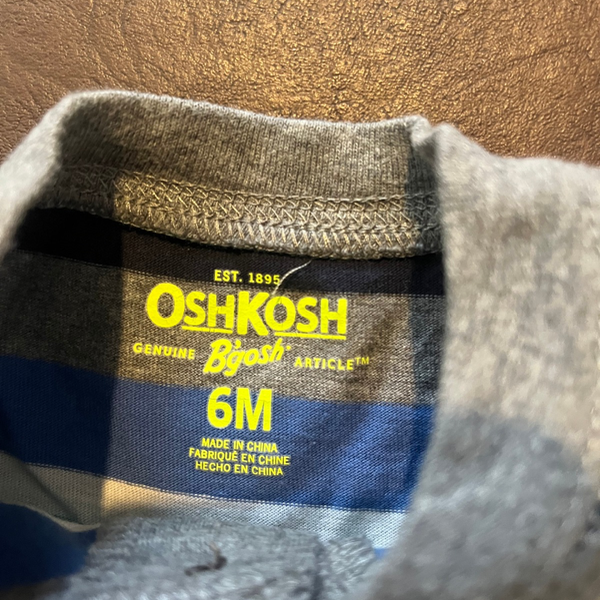 EST. 1895
OSHKOSH
GENUINE B'gosh® ARTICLE™
6M
MADE IN CHINA
FABRIQUÉ EN CHINE
HECHO EN CHINA